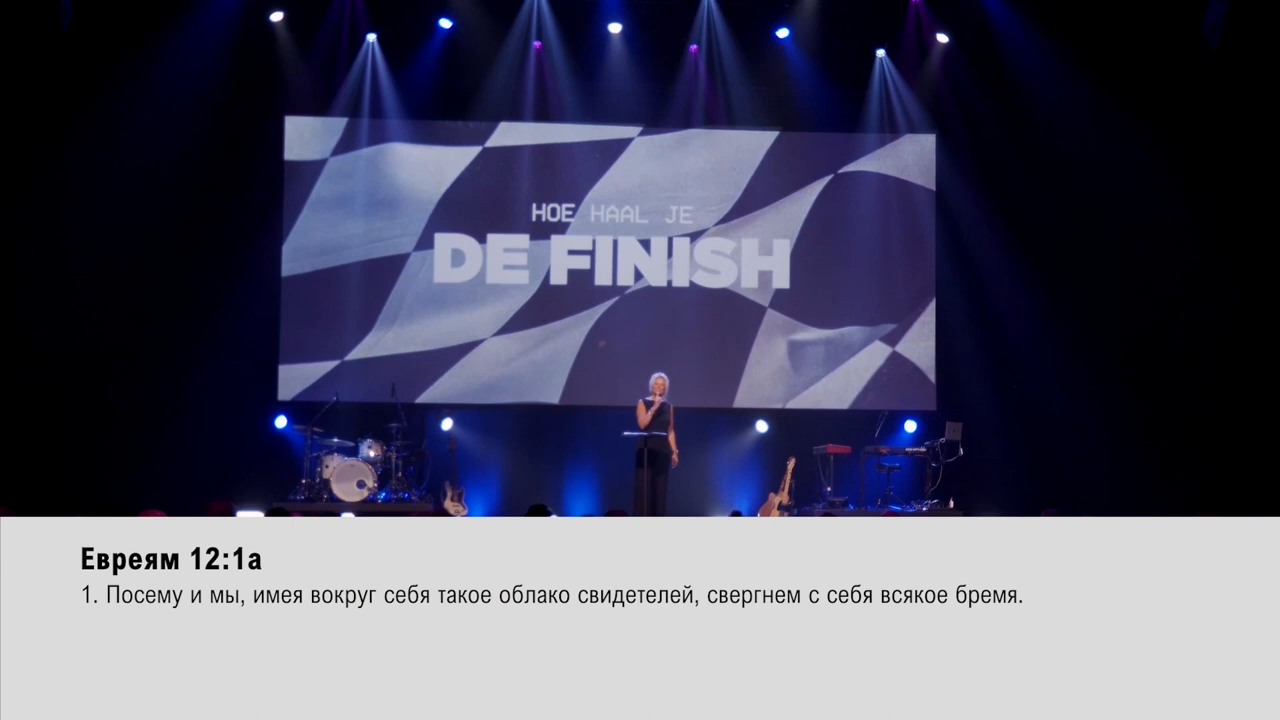 HOE HAAL JE
DE FINISH
Евреям 12:1а
1. Посему и мы, имея вокруг себя такое облако свидетелей, свергнем с себя всякое бремя.